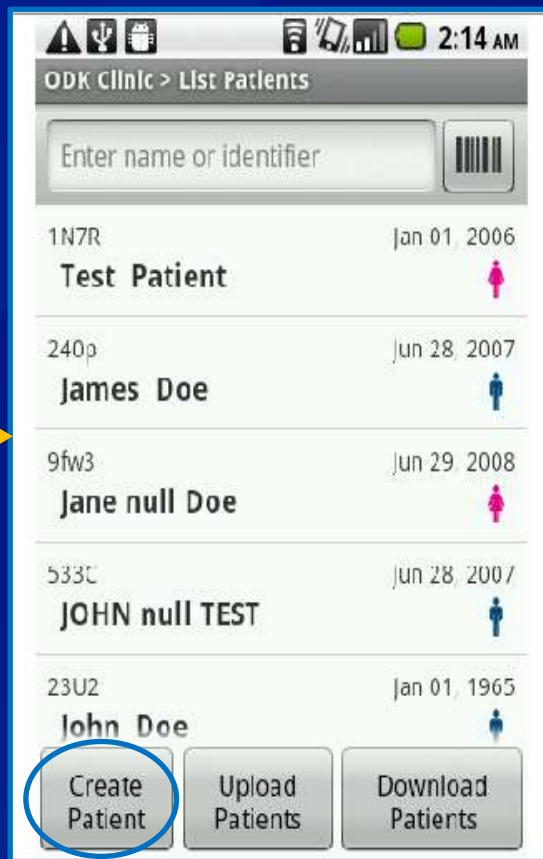 2:14 AM
ODK Clinic > List Patients
Enter name or identifier
1N7R Jan 01, 2006
Test Patient
240p Jun 28, 2007
James Doe
9fw3 Jun 29, 2008
Jane null Doe
533C Jun 28, 2007
JOHN null TEST
23U2 Jan 01, 1965
John Doe
Create Upload Download
Patient Patients Patients